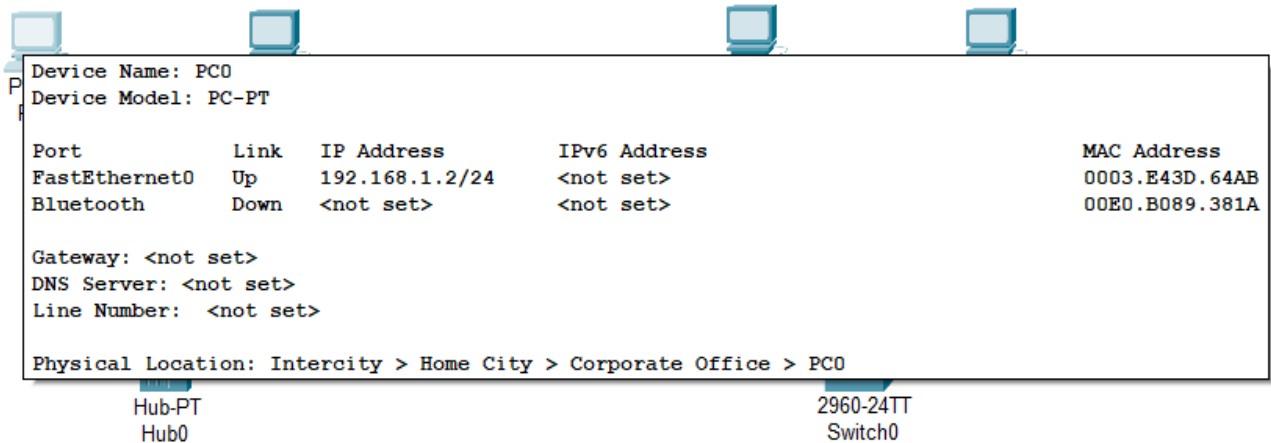 Device Name: PC0
Device Model: PC-PT
Port Link IP Address IPv6 Address MAC Address
FastEthernet0 Up 192.168.1.2/24 <not set> 0003.E43D.64AB
Bluetooth Down <not set> <not set> 00E0.B089.381A
Gateway: <not set>
DNS Server: <not set>
Line Number: <not set>
Physical Location: Intercity > Home City > Corporate Office > PC0
Hub-PT
Hub0
2960-24TT
Switch0